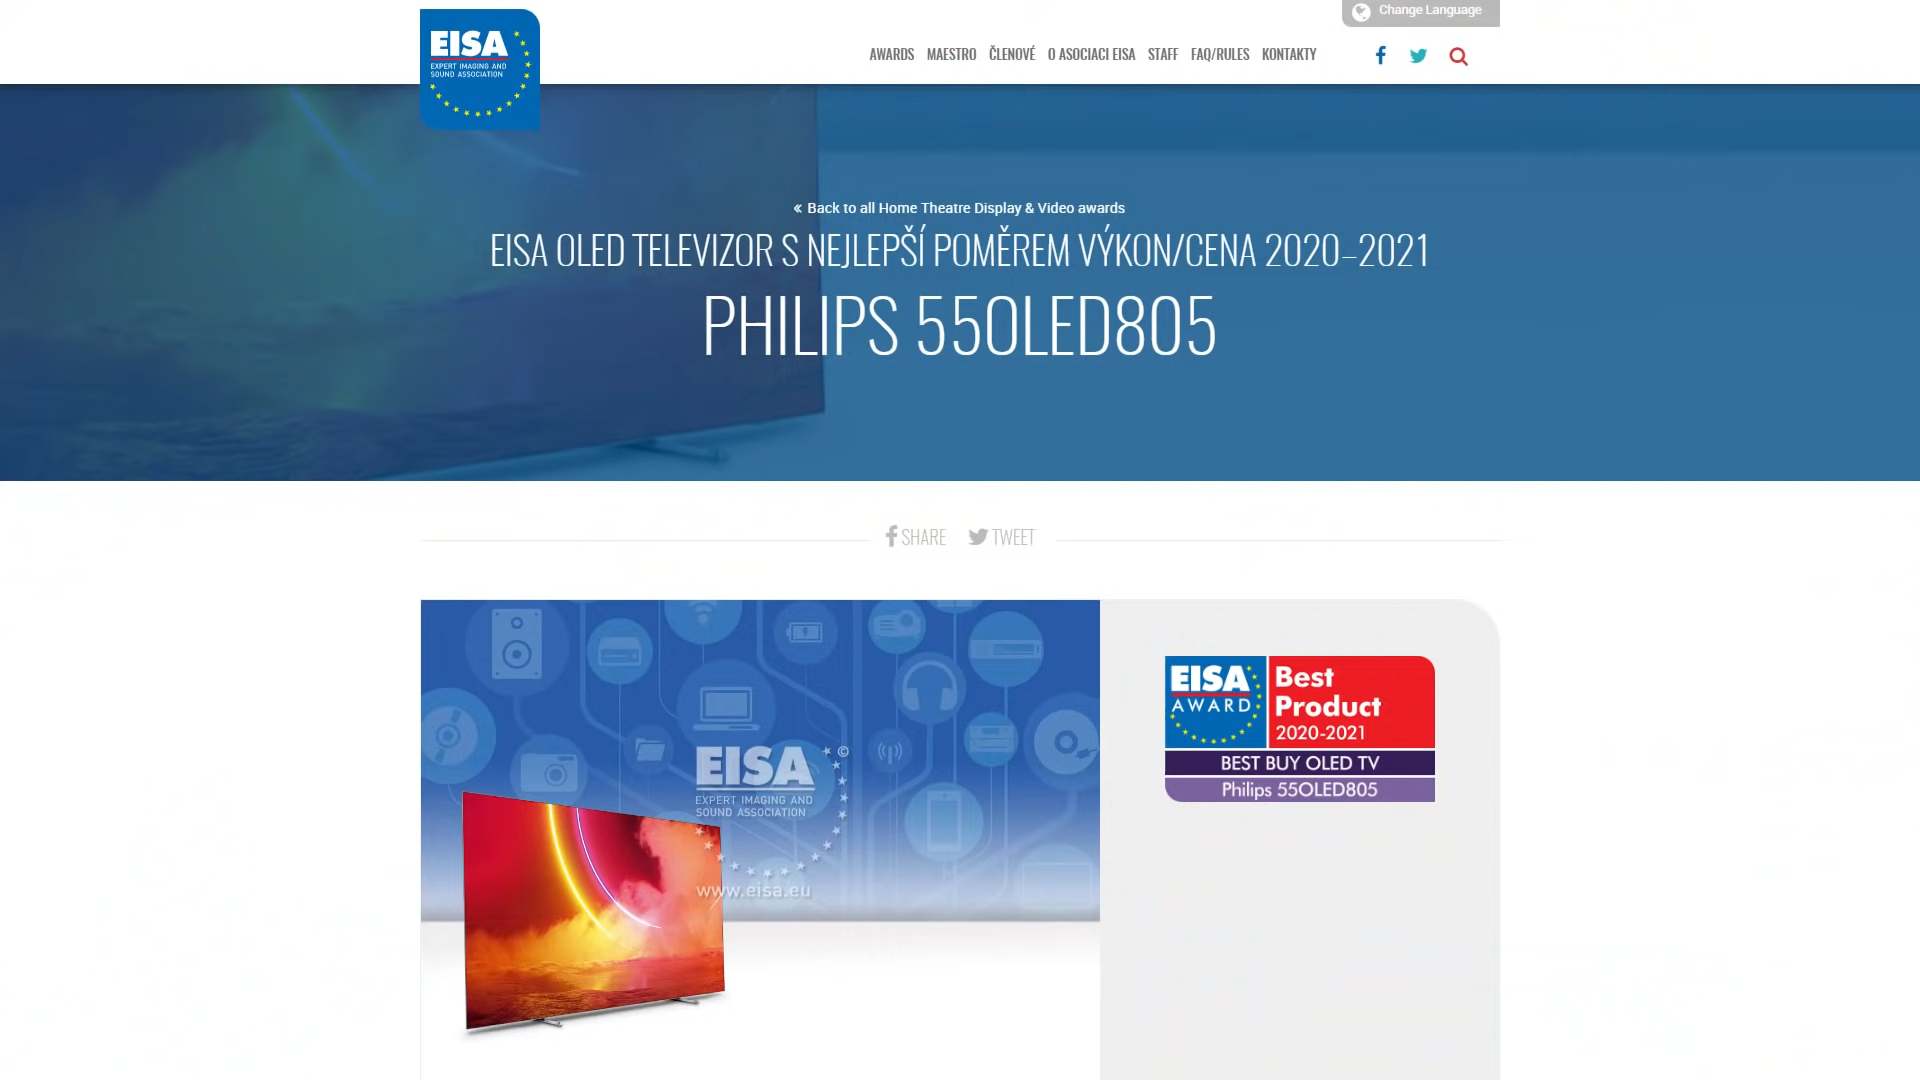 Change Language
EISA
EXPERT IMAGING AND
SOUND ASSOCIATION
AWARDS MAESTRO ČLENOVÉ O ASOCIACI EISA STAFF FAQ/RULES KONTAKTY
« Back to all Home Theatre Display & Video awards
EISA OLED TELEVIZOR S NEJLEPŠÍ POMĚREM VÝKON/CENA 2020–2021
PHILIPS 55OLED805
SHARE TWEET
EISA ©
EXPERT IMAGING AND
SOUND ASSOCIATION
www.eisa.eu
EISA
AWARD
Best
Product
2020-2021
BEST BUY OLED TV
Philips 55OLED805